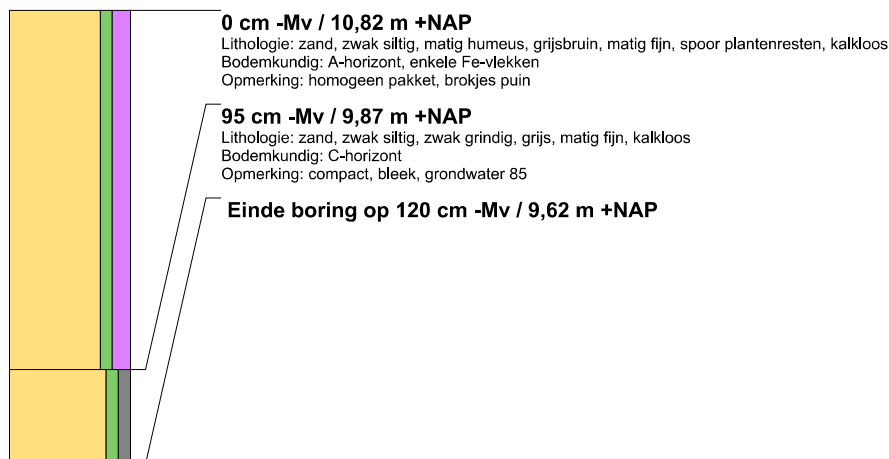 0 cm -Mv / 10,82 m +NAP
Lithologie: zand, zwak siltig, matig humeus, grijsbruin, matig fijn, spoor plantenresten, kalkloos
Bodemkundig: A-horizont, enkele Fe-vlekken
Opmerking: homogeen pakket, brokjes puin
95 cm -Mv / 9,87 m +NAP
Lithologie: zand, zwak siltig, zwak grindig, grijs, matig fijn, kalkloos
Bodemkundig: C-horizont
Opmerking: compact, bleek, grondwater 85
Einde boring op 120 cm -Mv / 9,62 m +NAP